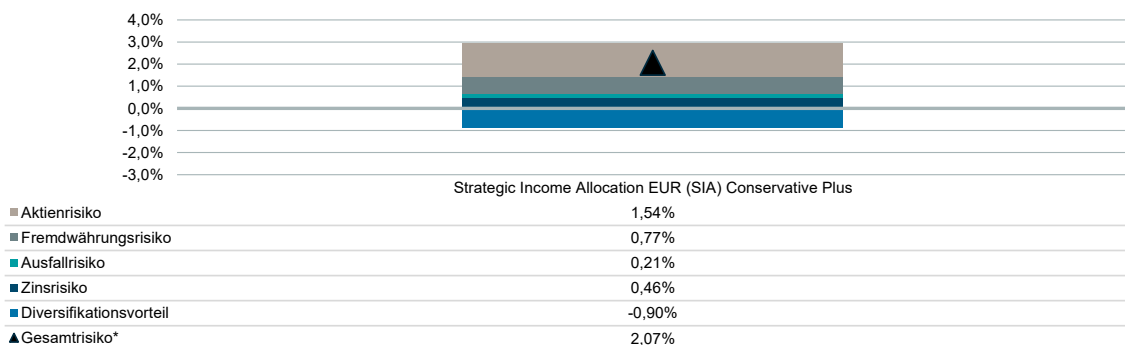 4,0%
3,0%
2,0%
1,0%
0,0%
-1,0%
-2,0%
-3,0%
Strategic Income Allocation EUR (SIA) Conservative Plus
Aktienrisiko 1,54%
Fremdwährungsrisiko 0,77%
Ausfallrisiko 0,21%
Zinsrisiko 0,46%
Diversifikationsvorteil -0,90%
Gesamtrisiko* 2,07%